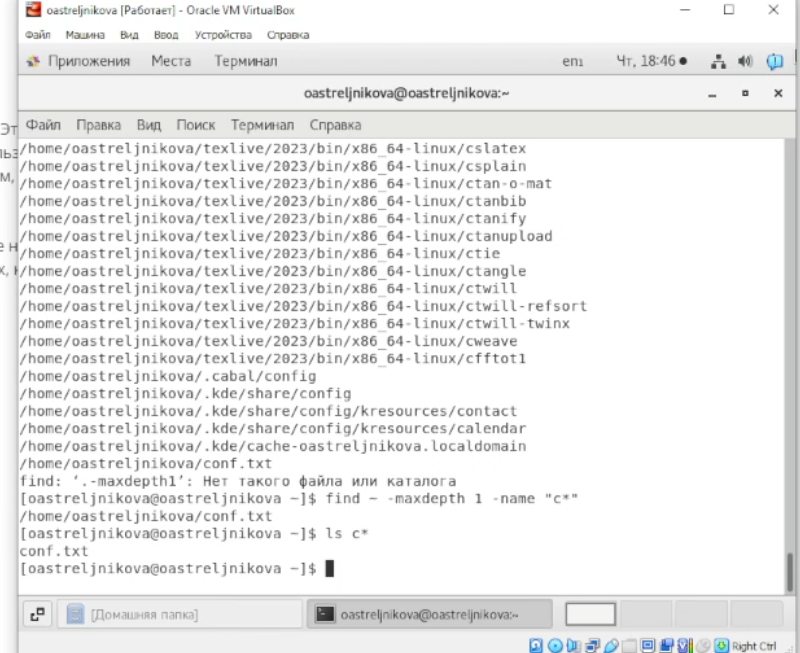 oastreljnikova [Работает] - Oracle VM VirtualBox
Файл Машина Вид Ввод Устройства Справка
Приложения Места Терминал en₁ Чт, 18:46
oastreljnikova@oastreljnikova:~
Файл Правка Вид Поиск Терминал Справка
/home/oastreljnikova/texlive/2023/bin/x86_64-linux/cslatex
/home/oastreljnikova/texlive/2023/bin/x86_64-linux/csplain
/home/oastreljnikova/texlive/2023/bin/x86_64-linux/ctan-o-mat
/home/oastreljnikova/texlive/2023/bin/x86_64-linux/ctanbib
/home/oastreljnikova/texlive/2023/bin/x86_64-linux/ctanify
/home/oastreljnikova/texlive/2023/bin/x86_64-linux/ctanupload
/home/oastreljnikova/texlive/2023/bin/x86_64-linux/ctie
/home/oastreljnikova/texlive/2023/bin/x86_64-linux/ctangle
/home/oastreljnikova/texlive/2023/bin/x86_64-linux/ctwill
/home/oastreljnikova/texlive/2023/bin/x86_64-linux/ctwill-refsort
/home/oastreljnikova/texlive/2023/bin/x86_64-linux/ctwill-twinx
/home/oastreljnikova/texlive/2023/bin/x86_64-linux/cweave
/home/oastreljnikova/texlive/2023/bin/x86_64-linux/cfftot1
/home/oastreljnikova/.cabal/config
/home/oastreljnikova/.kde/share/config
/home/oastreljnikova/.kde/share/config/kresources/contact
/home/oastreljnikova/.kde/share/config/kresources/calendar
/home/oastreljnikova/.kde/cache-oastreljnikova.localdomain
/home/oastreljnikova/conf.txt
find: ‘.-maxdepth1’: Нет такого файла или каталога
[oastreljnikova@oastreljnikova ~]$ find ~ -maxdepth 1 -name "c*"
/home/oastreljnikova/conf.txt
[oastreljnikova@oastreljnikova ~]$ ls c*
conf.txt
[oastreljnikova@oastreljnikova ~]$
[Домашняя папка] oastreljnikova@oastreljnikova:~
Right Ctrl